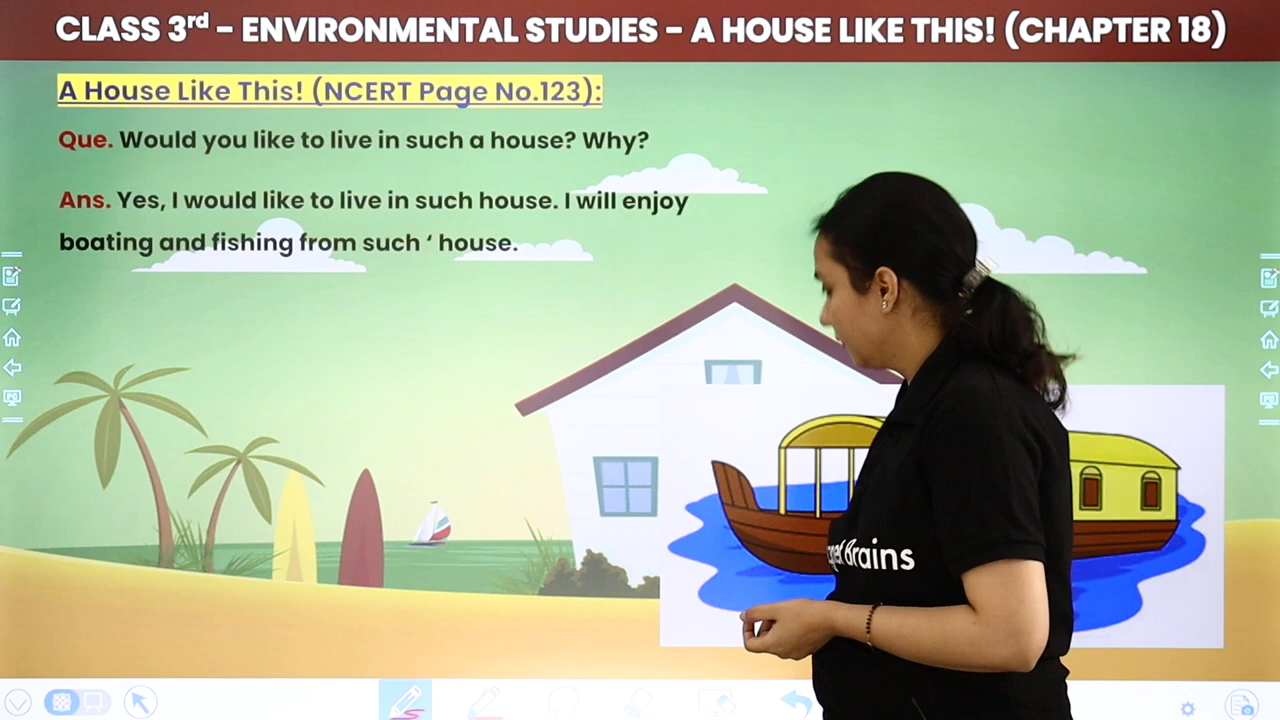 CLASS 3rd – ENVIRONMENTAL STUDIES – A HOUSE LIKE THIS! (CHAPTER 18)
A House Like This! (NCERT Page No.123):
Que. Would you like to live in such a house? Why?
Ans. Yes, I would like to live in such house. I will enjoy
boating and fishing from such ‘ house.
Brains